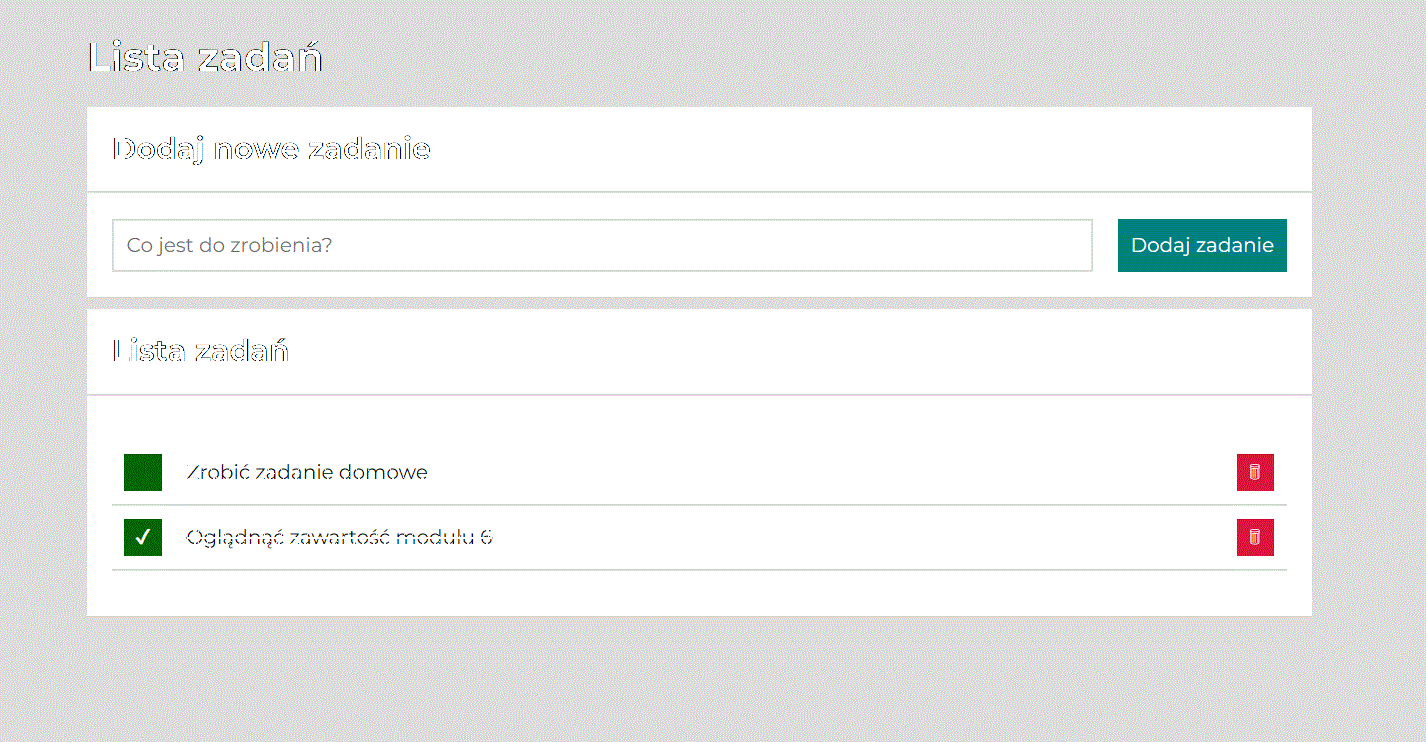 Lista zadań
Dodaj nowe zadanie
Co jest do zrobienia?
Dodaj zadanie
Lista zadań
Zrobić zadanie domowe
Oglądnąć zawartość modułu 6